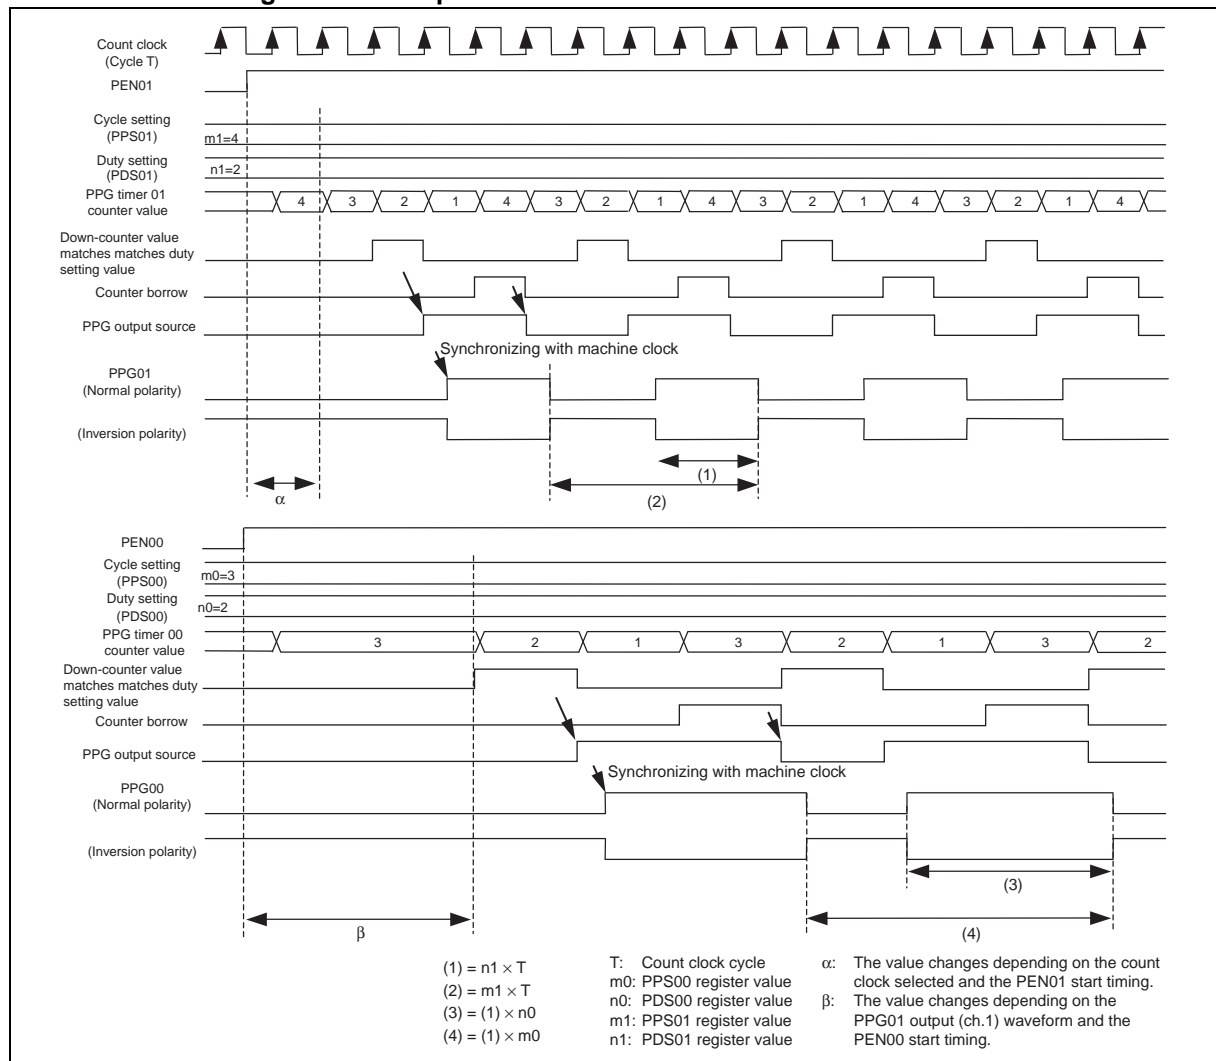 Count clock
(Cycle T)
PEN01
Cycle setting
(PPS01)
m1=4
Duty setting
(PDS01)
n1=2
PPG timer 01
counter value
4 3 2 1 4 3 2 1 4 3 2 1 4 3 2 1 4
Down-counter value
matches matches duty
setting value
Counter borrow
PPG output source
Synchronizing with machine clock
PPG01
(Normal polarity)
(Inversion polarity)
(1)
α
(2)
PEN00
Cycle setting
(PPS00)
m0=3
Duty setting
(PDS00)
n0=2
PPG timer 00
counter value
3 2 1 3 2 1 3 2
Down-counter value
matches matches duty
setting value
Counter borrow
PPG output source
Synchronizing with machine clock
PPG00
(Normal polarity)
(Inversion polarity)
(3)
β
(4)
(1) = n1 × T
(2) = m1 × T
(3) = (1) × n0
(4) = (1) × m0
T: Count clock cycle
m0: PPS00 register value
n0: PDS00 register value
m1: PPS01 register value
n1: PDS01 register value
α: The value changes depending on the count
clock selected and the PEN01 start timing.
β: The value changes depending on the
PPG01 output (ch.1) waveform and the
PEN00 start timing.